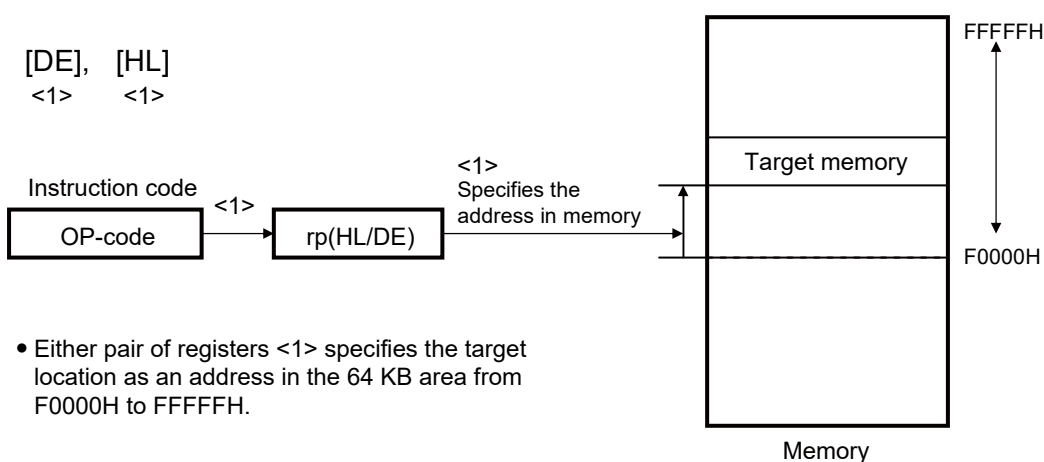 FFFFFH
[DE], [HL]
<1> <1>
Target memory
<1>
Specifies the
address in memory
Instruction code
<1>
OP-code
rp(HL/DE)
F0000H
• Either pair of registers <1> specifies the target
location as an address in the 64 KB area from
F0000H to FFFFFH.
Memory